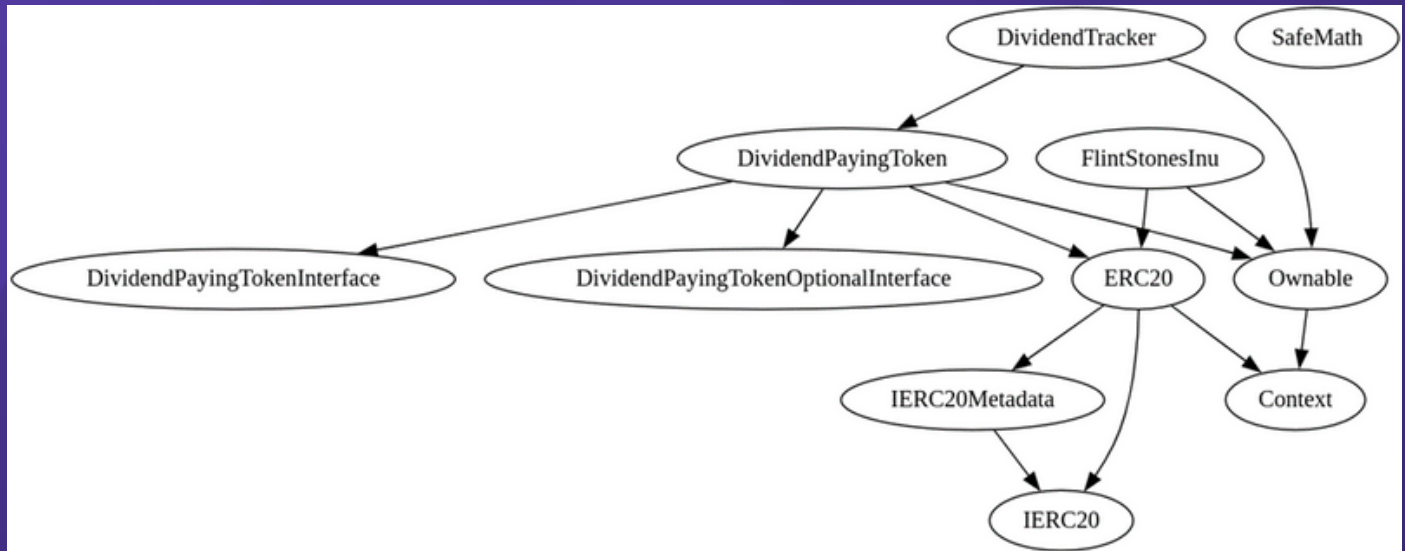 DividendTracker
SafeMath
DividendPayingToken
FlintStonesInu
DividendPayingTokenInterface
DividendPayingTokenOptionalInterface
ERC20
Ownable
IERC20Metadata
Context
IERC20